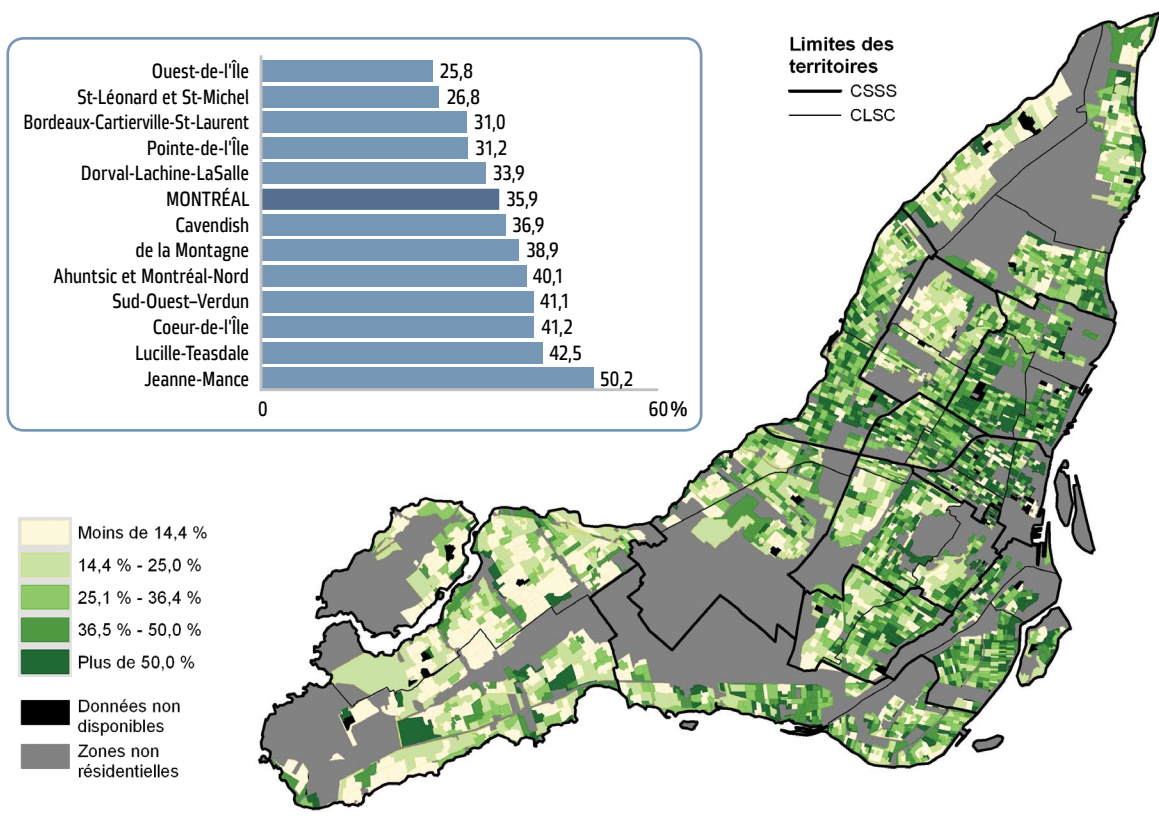 Ouest-de-l'Île 25,8
St-Léonard et St-Michel 26,8
Bordeaux-Cartierville-St-Laurent 31,0
Pointe-de-l'Île 31,2
Dorval-Lachine-LaSalle 33,9
MONTRÉAL 35,9
Cavendish 36,9
de la Montagne 38,9
Ahuntsic et Montréal-Nord 40,1
Sud-Ouest–Verdun 41,1
Coeur-de-l'Île 41,2
Lucille-Teasdale 42,5
Jeanne-Mance 50,2
0 60%
Limites des
territoires
CSSS
CLSC
Moins de 14,4 %
14,4 % - 25,0 %
25,1 % - 36,4 %
36,5 % - 50,0 %
Plus de 50,0 %
Données non
disponibles
Zones non
résidentielles